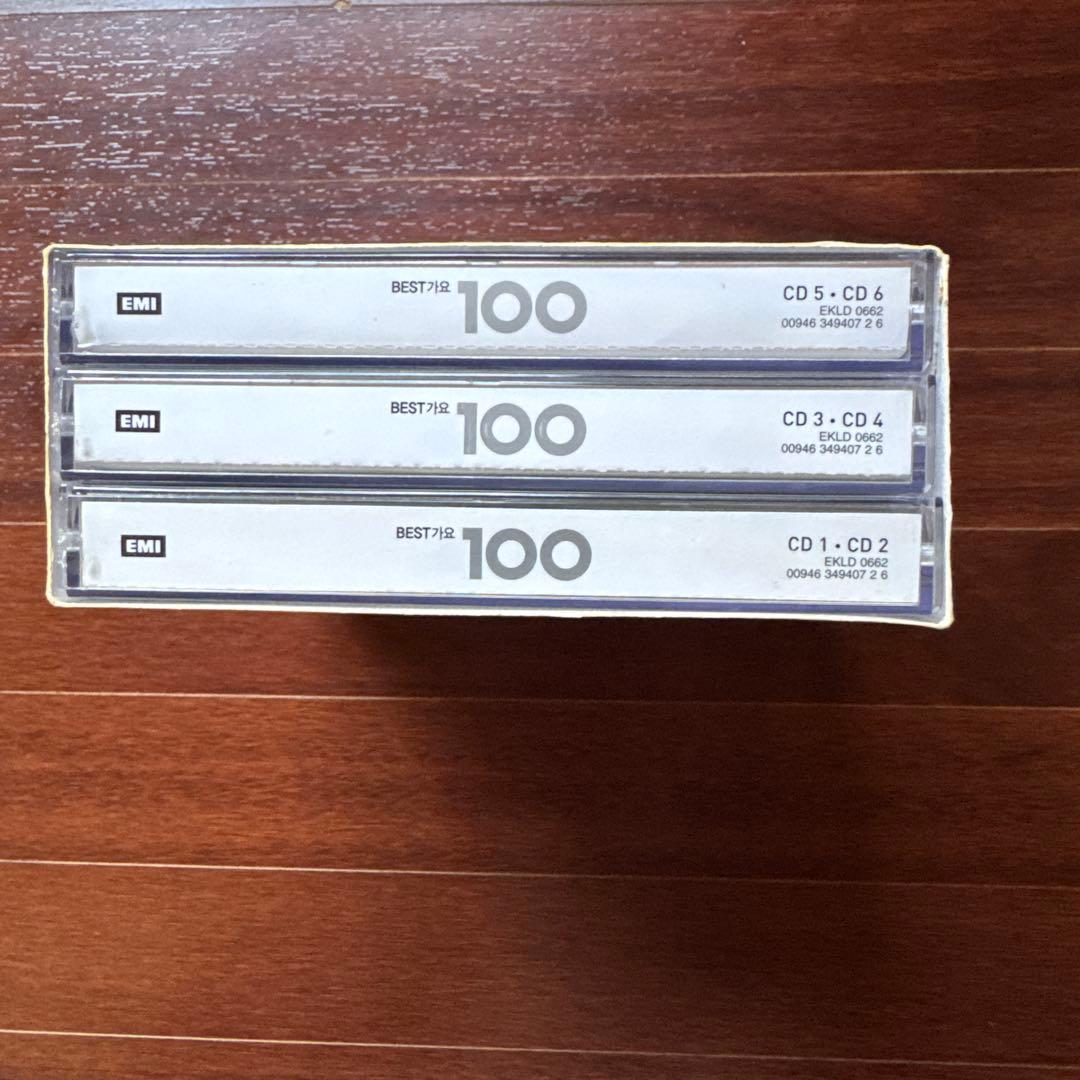 EMI
BEST가요 100
CD 5 • CD 6
EKLD 0662
00946 349407 2 6
EMI
BEST가요 100
CD 3 • CD 4
EKLD 0662
00946 349407 2 6
EMI
BEST가요 100
CD 1 • CD 2
EKLD 0662
00946 349407 2 6